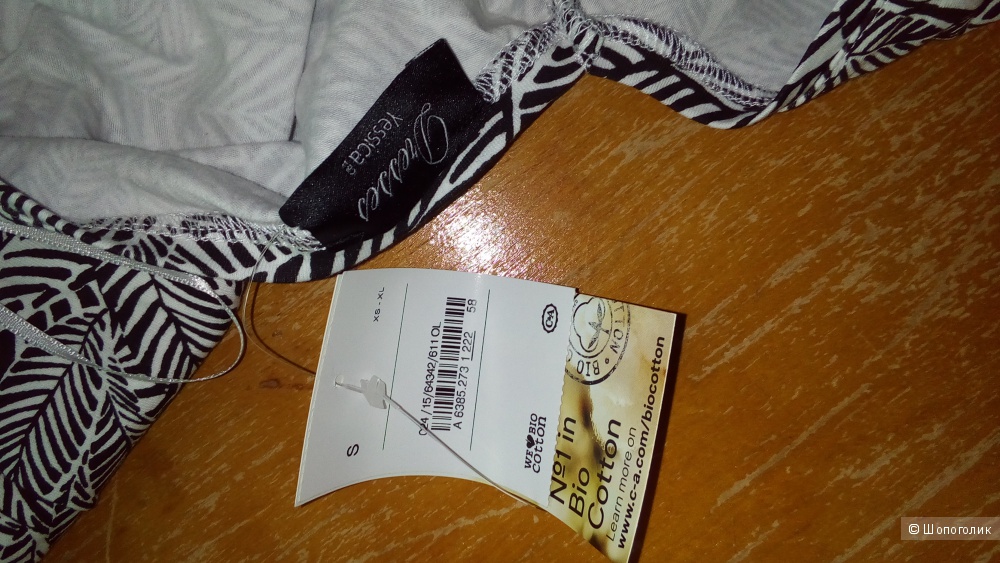 Dresses
Yessica
C&A
XS - XL
S
/15/64342/611 OL
A 6385.273 1 222 58
C&A
WE BIO
cotton
BIO
№1 in
Bio
Cotton
Learn more on
www.c-a.com/biocotton
© Шопоголик